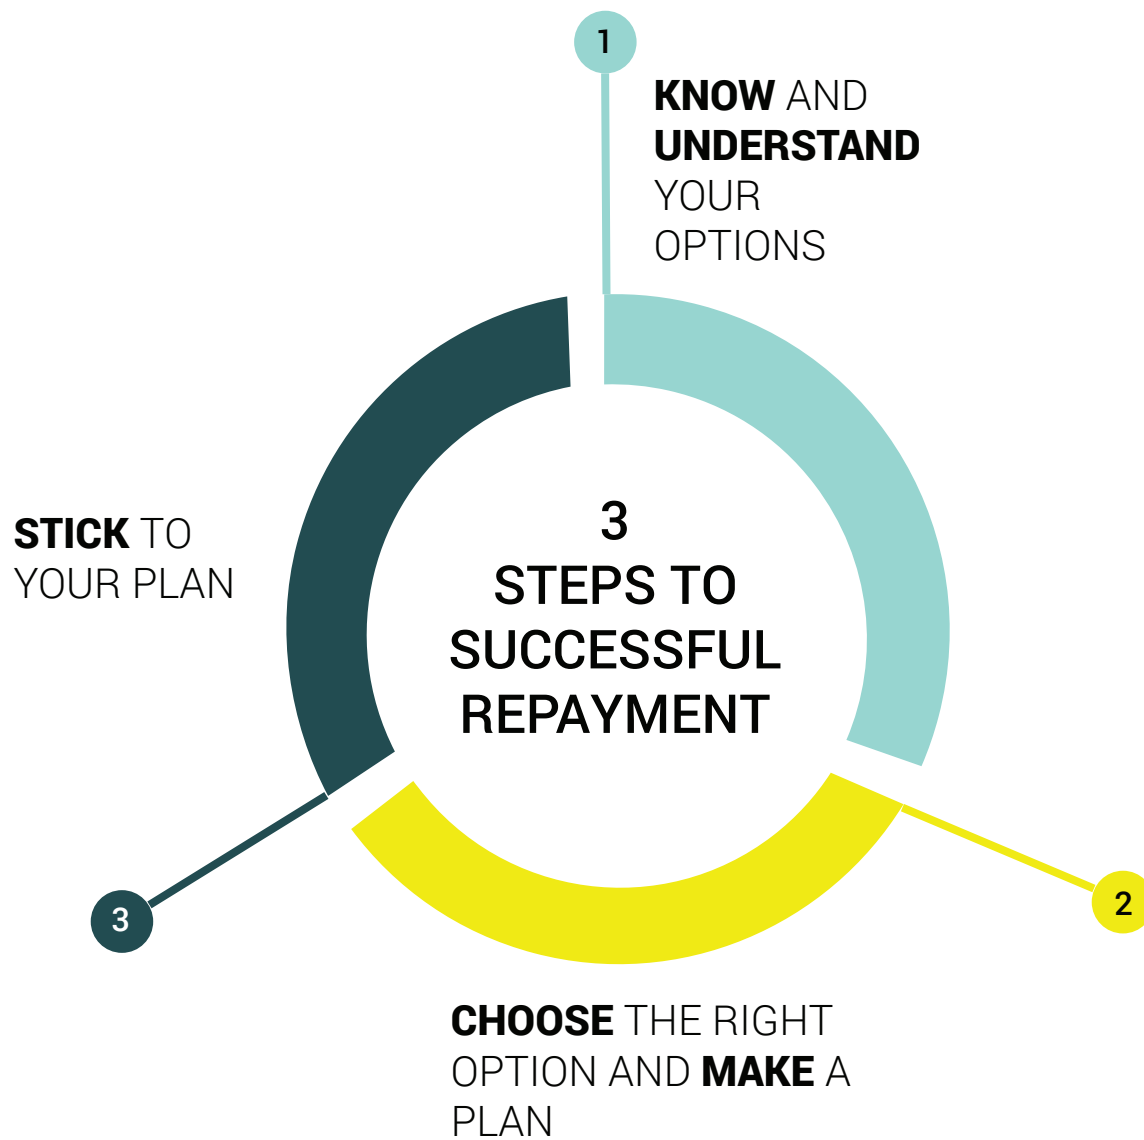 1
KNOW AND
UNDERSTAND
YOUR
OPTIONS
3
STEPS TO
SUCCESSFUL
REPAYMENT
STICK TO
YOUR PLAN
2
3
CHOOSE THE RIGHT
OPTION AND MAKE A
PLAN